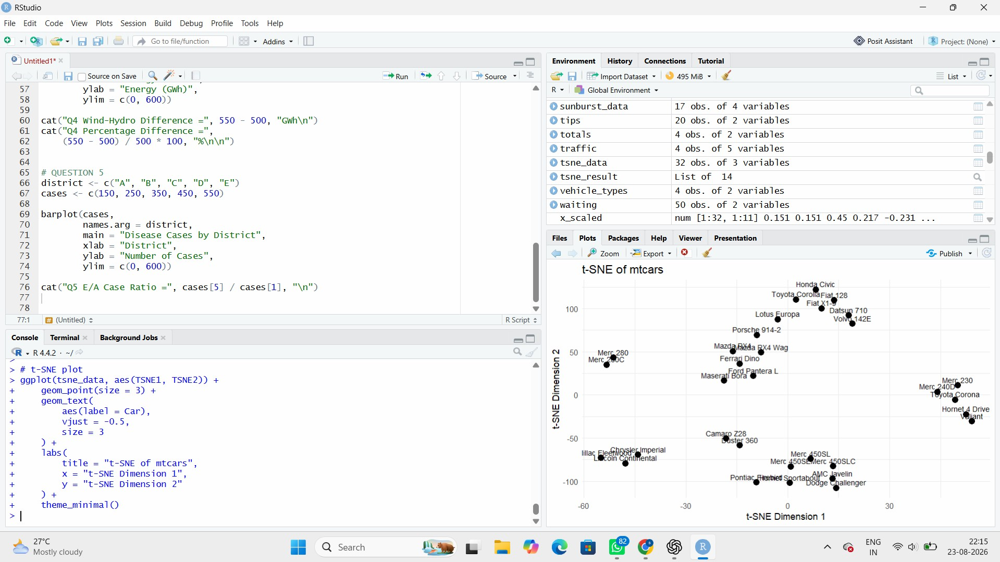 RStudio
File Edit Code View Plots Session Build Debug Profile Tools Help
Go to file/function Addins Posit Assistant Project: (None)
Untitled1*
Source on Save Run Source
57 ylab = "Energy (GWh)",
58 ylim = c(0, 600))
59
60 cat("Q4 Wind-Hydro Difference =", 550 - 500, "GWh\n")
61 cat("Q4 Percentage Difference =",
62 (550 - 500) / 500 * 100, "%\n\n")
63
64
65 # QUESTION 5
66 district <- c("A", "B", "C", "D", "E")
67 cases <- c(150, 250, 350, 450, 550)
68
69 barplot(cases,
70 names.arg = district,
71 main = "Disease Cases by District",
72 xlab = "District",
73 ylab = "Number of Cases",
74 ylim = c(0, 600))
75
76 cat("Q5 E/A Case Ratio =", cases[5] / cases[1], "\n")
77
78
77:1 (Untitled) R Script
Console Terminal Background Jobs
R 4.4.2 · ~/
>
> # t-SNE plot
> ggplot(tsne_data, aes(TSNE1, TSNE2)) +
+ geom_point(size = 3) +
+ geom_text(
+ aes(label = Car),
+ vjust = -0.5,
+ size = 3
+ ) +
+ labs(
+ title = "t-SNE of mtcars",
+ x = "t-SNE Dimension 1",
+ y = "t-SNE Dimension 2"
+ ) +
+ theme_minimal()
>
Environment History Connections Tutorial
Import Dataset 495 MiB List
R Global Environment
sunburst_data 17 obs. of 4 variables
tips 20 obs. of 2 variables
totals 4 obs. of 2 variables
traffic 4 obs. of 5 variables
tsne_data 32 obs. of 3 variables
tsne_result List of 14
vehicle_types 4 obs. of 2 variables
waiting 50 obs. of 2 variables
x_scaled num [1:32, 1:11] 0.151 0.151 0.45 0.217 -0.231 ...
Files Plots Packages Help Viewer Presentation
Zoom Export Publish
t-SNE of mtcars
Honda Civic
Toyota Corolla Fiat 128
Fiat X1-9
Datsun 710
Lotus Europa
Volvo 142E
Porsche 914-2
Mazda RX4 Mazda RX4 Wag
Merc 280
Merc 280C
Ferrari Dino
Ford Pantera L
Maserati Bora
Merc 230
Merc 240D
Toyota Corona
Hornet 4 Drive
Valiant
Camaro Z28
Duster 360
Chrysler Imperial
illac Fleetwood
Lincoln Continental
Merc 450SL
Merc 450SE Merc 450SLC
AMC Javelin
Pontiac Firebird Hornet Sportabout
Dodge Challenger
100
50
0
-50
-100
-60 -30 0 30
t-SNE Dimension 1
t-SNE Dimension 2
27°C
Mostly cloudy
Search
82
ENG
IN
22:15
23-08-2026